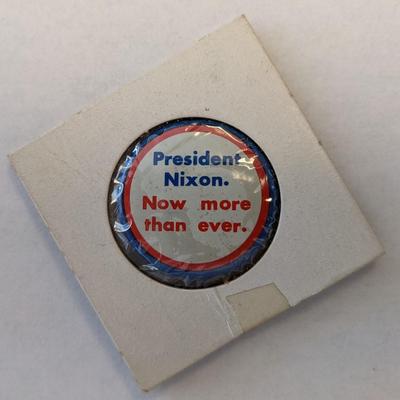 President
Nixon.
Now more
than ever.